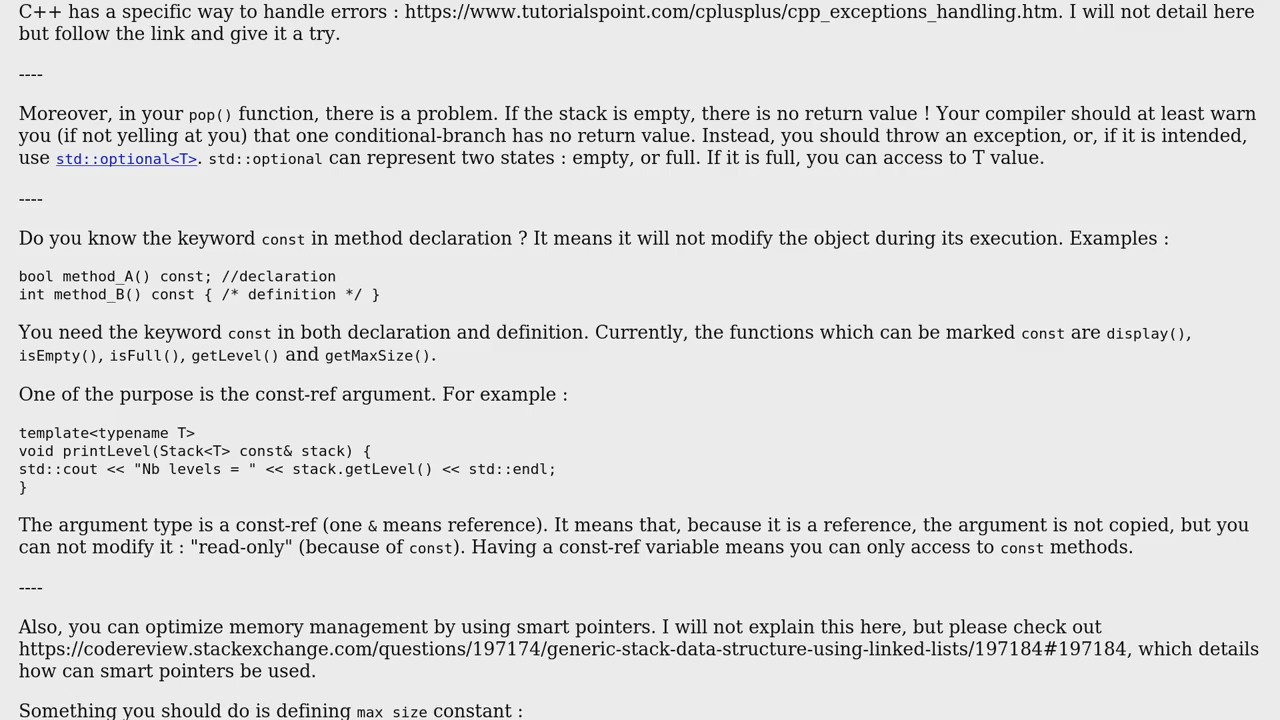 C++ has a specific way to handle errors : https://www.tutorialspoint.com/cplusplus/cpp_exceptions_handling.htm. I will not detail here
but follow the link and give it a try.
----
Moreover, in your pop() function, there is a problem. If the stack is empty, there is no return value ! Your compiler should at least warn
you (if not yelling at you) that one conditional-branch has no return value. Instead, you should throw an exception, or, if it is intended,
use std::optional<T>. std::optional can represent two states : empty, or full. If it is full, you can access to T value.
----
Do you know the keyword const in method declaration ? It means it will not modify the object during its execution. Examples :
bool method_A() const; //declaration
int method_B() const { /* definition */ }
You need the keyword const in both declaration and definition. Currently, the functions which can be marked const are display(),
isEmpty(), isFull(), getLevel() and getMaxSize().
One of the purpose is the const-ref argument. For example :
template<typename T>
void printLevel(Stack<T> const& stack) {
std::cout << "Nb levels = " << stack.getLevel() << std::endl;
}
The argument type is a const-ref (one & means reference). It means that, because it is a reference, the argument is not copied, but you
can not modify it : "read-only" (because of const). Having a const-ref variable means you can only access to const methods.
----
Also, you can optimize memory management by using smart pointers. I will not explain this here, but please check out
https://codereview.stackexchange.com/questions/197174/generic-stack-data-structure-using-linked-lists/197184#197184, which details
how can smart pointers be used.
Something you should do is defining max_size constant :